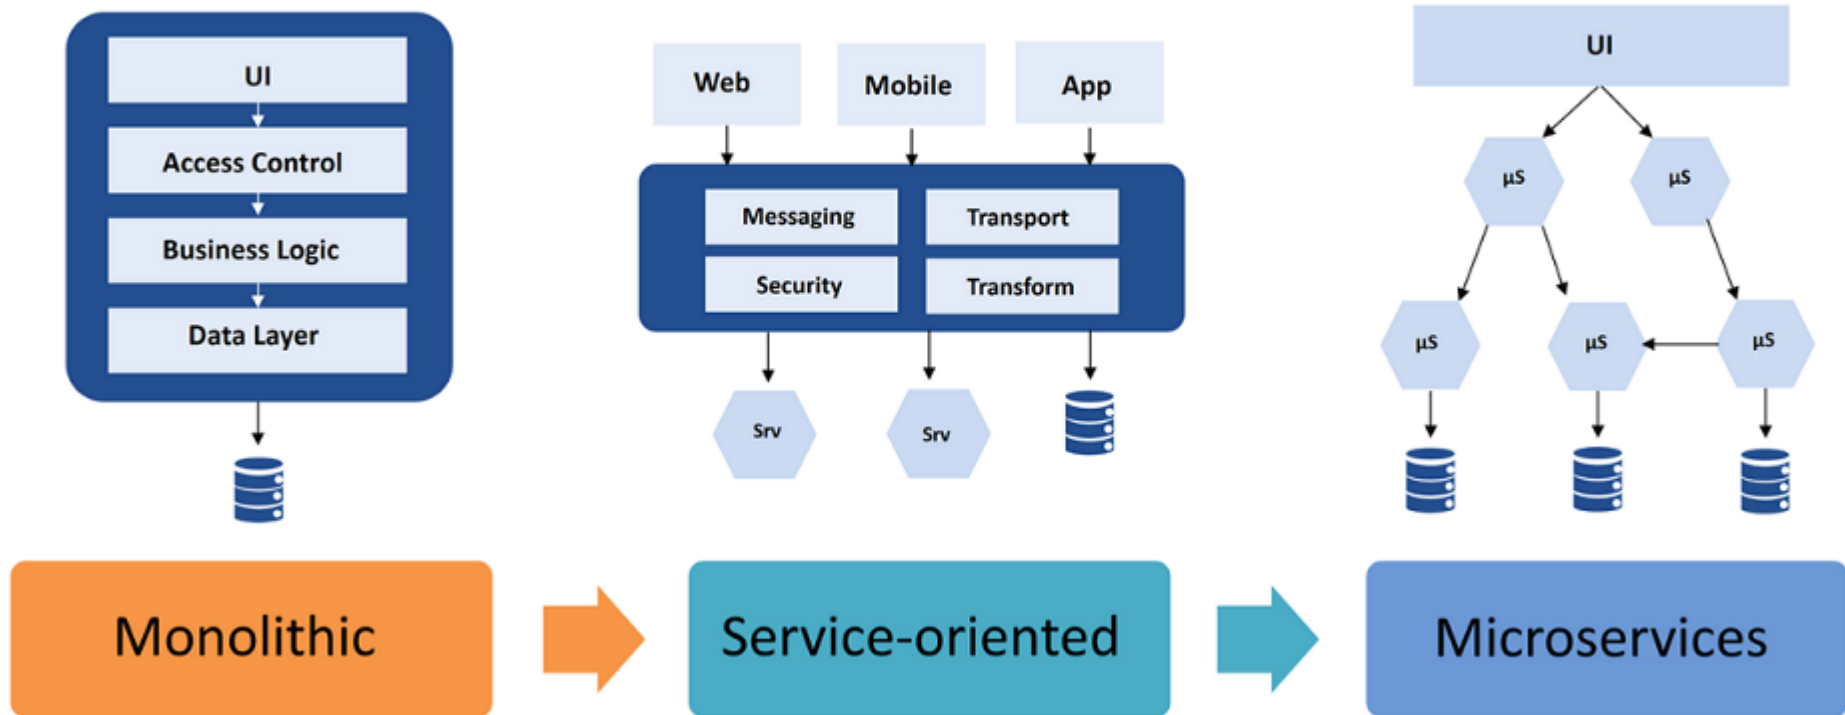 UI
Access Control
Business Logic
Data Layer
Monolithic
Web
Mobile
App
Messaging
Transport
Security
Transform
Srv
Srv
Service-oriented
UI
µS
µS
µS
µS
µS
Microservices